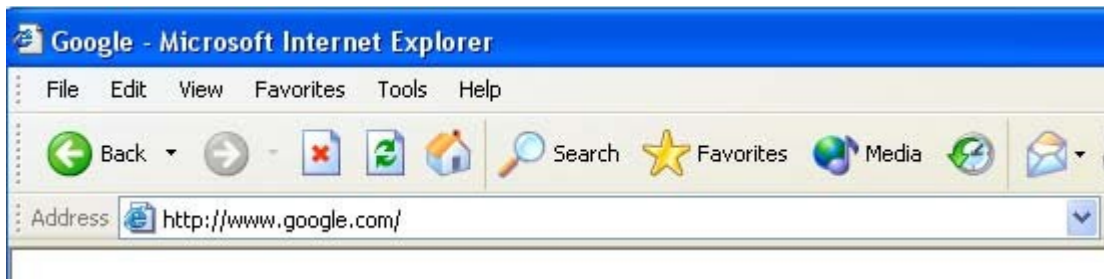 Google - Microsoft Internet Explorer
File Edit View Favorites Tools Help
Back Search Favorites Media
Address http://www.google.com/